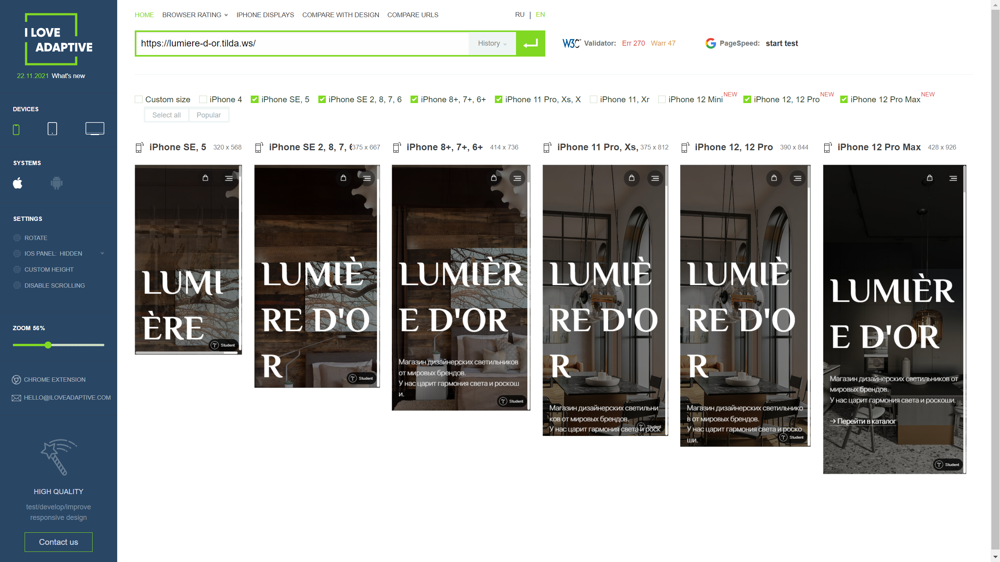 I LOVE
ADAPTIVE
22.11.2021 What's new
DEVICES
SYSTEMS
SETTINGS
ROTATE
IOS PANEL: HIDDEN
CUSTOM HEIGHT
DISABLE SCROLLING
ZOOM 56%
CHROME EXTENSION
HELLO@ILOVEADAPTIVE.COM
HIGH QUALITY
test/develop/improve
responsive design
Contact us
HOME BROWSER RATING IPHONE DISPLAYS COMPARE WITH DESIGN COMPARE URLS RU | EN
https://lumiere-d-or.tilda.ws/ History
W3C Validator: Err 270 Warr 47 PageSpeed: start test
Custom size iPhone 4 iPhone SE, 5 iPhone SE 2, 8, 7, 6 iPhone 8+, 7+, 6+ iPhone 11 Pro, Xs, X iPhone 11, Xr iPhone 12 Mini NEW iPhone 12, 12 Pro NEW iPhone 12 Pro Max NEW
Select all Popular
iPhone SE, 5 320 x 568
LUMI
ÈRE
Student
iPhone SE 2, 8, 7, 6 375 x 667
LUMIÈ
RE D'O
R
Student
iPhone 8+, 7+, 6+ 414 x 736
LUMIÈR
E D'OR
Магазин дизайнерских светильников
от мировых брендов.
У нас царит гармония света и роскош
и.
Student
iPhone 11 Pro, Xs, 375 x 812
LUMIÈ
RE D'O
R
Магазин дизайнерских светильни
ков от мировых брендов.
У нас царит гармония света и роск
Student
iPhone 12, 12 Pro 390 x 844
LUMIÈ
RE D'O
R
Магазин дизайнерских светильнико
в от мировых брендов.
У нас царит гармония света и роско
ши.
Student
iPhone 12 Pro Max 428 x 926
LUMIÈR
E D'OR
Магазин дизайнерских светильников от
мировых брендов.
У нас царит гармония света и роскоши.
→ Перейти в каталог
Student